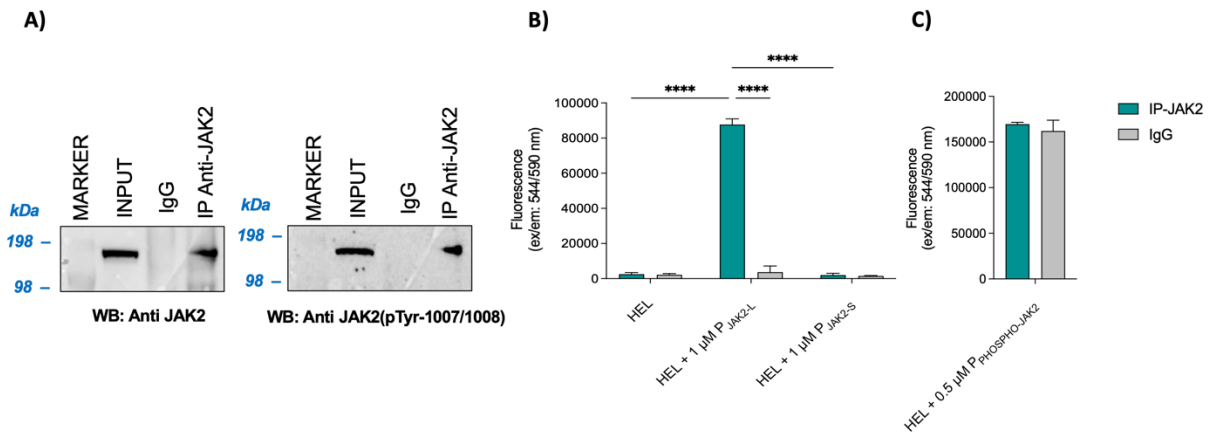 A)
MARKER
INPUT
IgG
IP Anti-JAK2
kDa
198 –
98 –
WB: Anti JAK2
MARKER
INPUT
IgG
IP Anti-JAK2
kDa
198 –
98 –
WB: Anti JAK2(pTyr-1007/1008)
B)
****
**** ****
Fluorescence
(ex/em: 544/590 nm)
100000
80000
60000
40000
20000
0
HEL
HEL + 1 µM PJAK2-L
HEL + 1 µM PJAK2-S
C)
Fluorescence
(ex/em: 544/590 nm)
200000
150000
100000
50000
0
HEL + 0.5 µM PPHOSPHO-JAK2
IP-JAK2
IgG